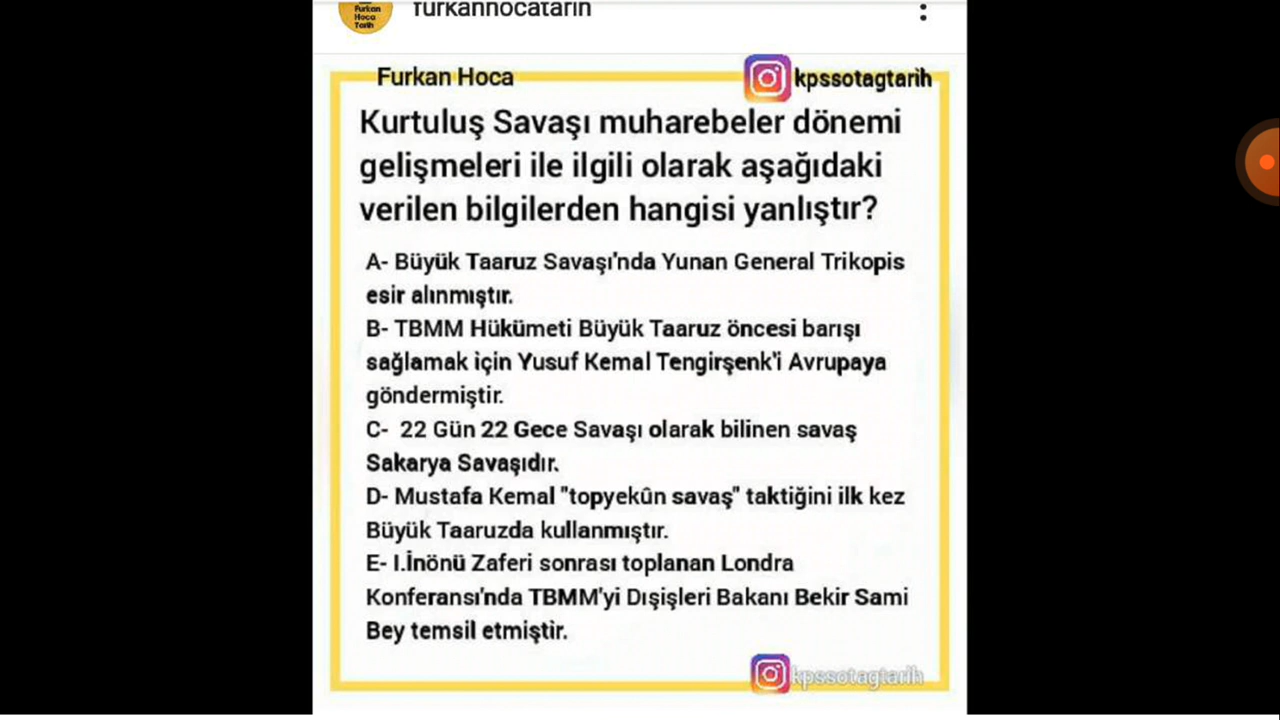 Furkan
Hoca
Tarih
furkanhocatarih
Furkan Hoca
kpssotagtarih
Kurtuluş Savaşı muharebeler dönemi
gelişmeleri ile ilgili olarak aşağıdaki
verilen bilgilerden hangisi yanlıştır?
A- Büyük Taaruz Savaşı'nda Yunan General Trikopis
esir alınmıştır.
B- TBMM Hükümeti Büyük Taaruz öncesi barışı
sağlamak için Yusuf Kemal Tengirşenk'i Avrupaya
göndermiştir.
C- 22 Gün 22 Gece Savaşı olarak bilinen savaş
Sakarya Savaşıdır.
D- Mustafa Kemal "topyekûn savaş" taktiğini ilk kez
Büyük Taaruzda kullanmıştır.
E- I.İnönü Zaferi sonrası toplanan Londra
Konferansı'nda TBMM'yi Dışişleri Bakanı Bekir Sami
Bey temsil etmiştir.
kpssotagtarih